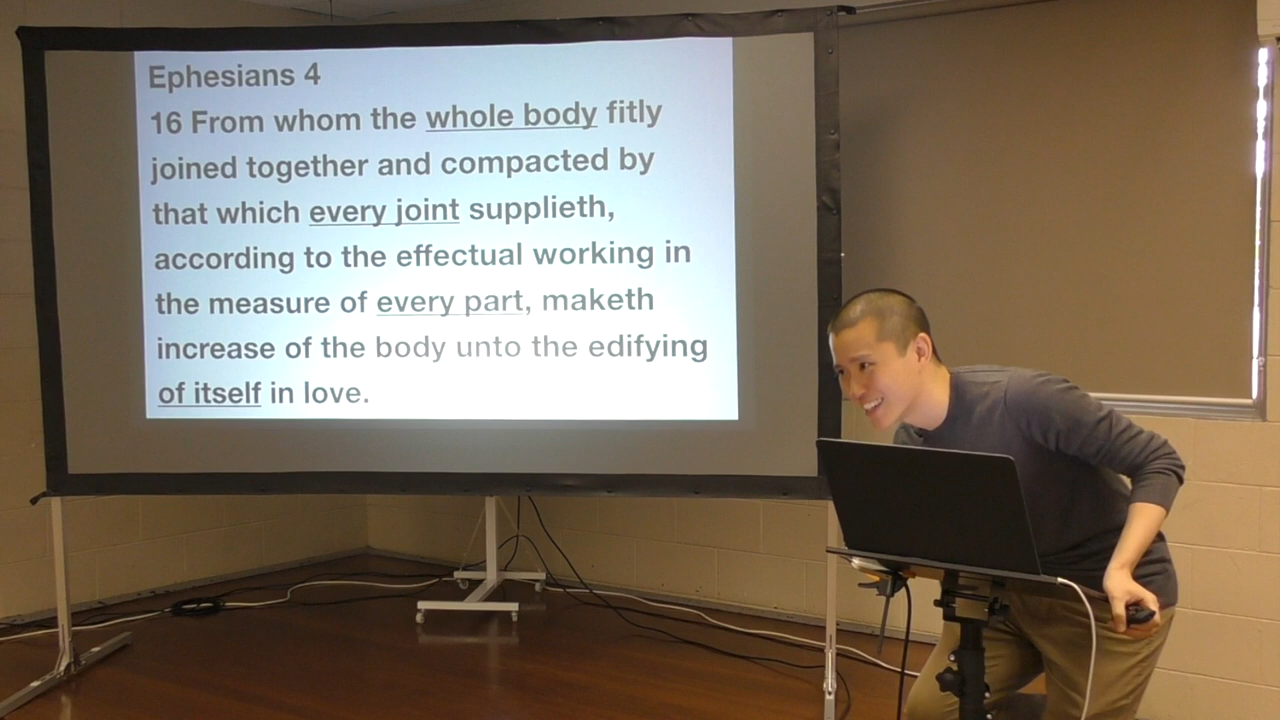 Ephesians 4
16 From whom the whole body fitly
joined together and compacted by
that which every joint supplieth,
according to the effectual working in
the measure of every part, maketh
increase of the body unto the edifying
of itself in love.